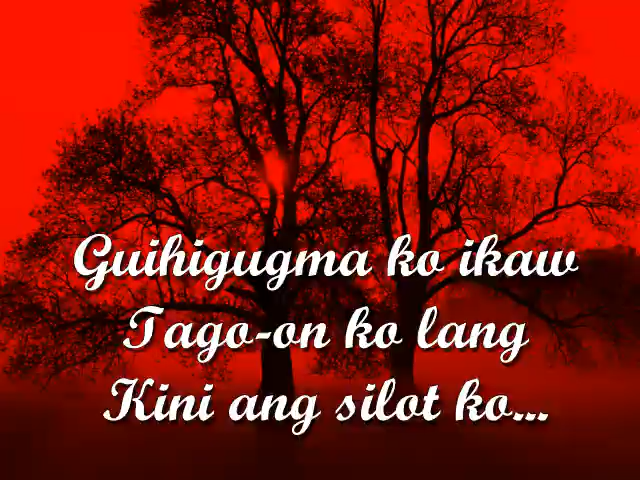 Guihigugma ko ikaw
Tago-on ko lang
Kini ang silot ko...